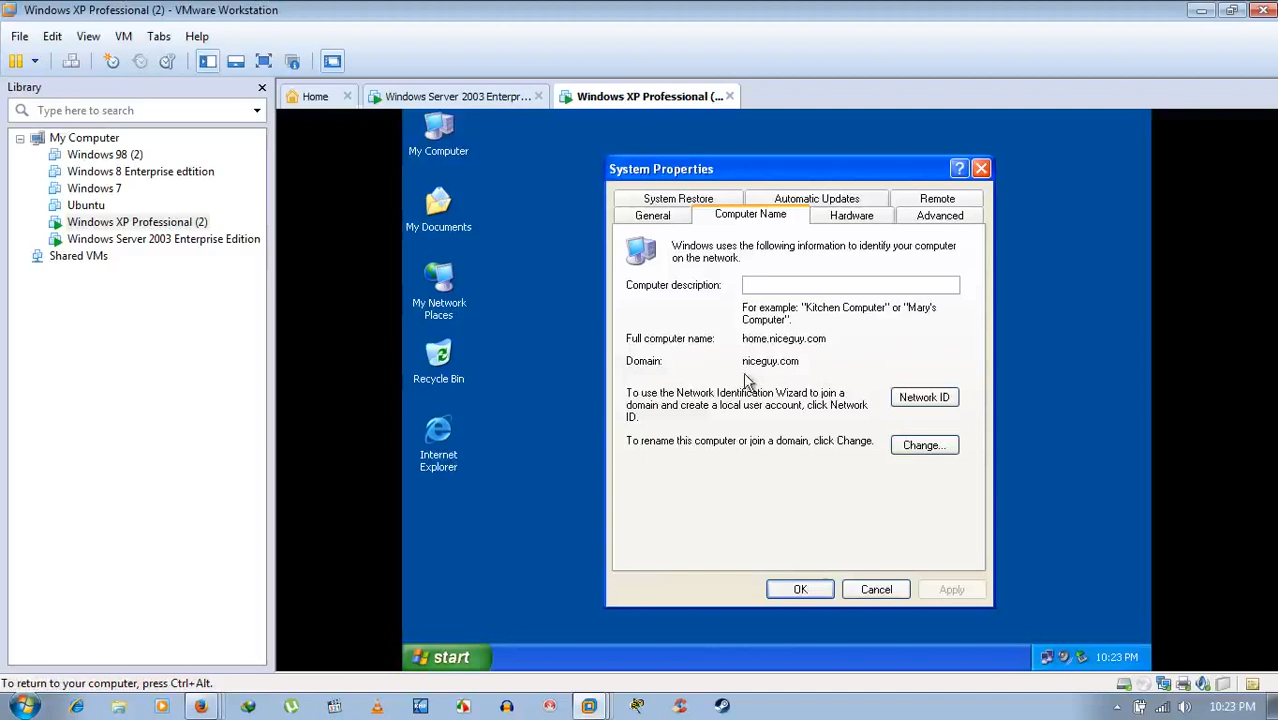 Windows XP Professional (2) - VMware Workstation
File Edit View VM Tabs Help
Library
Type here to search
My Computer
Windows 98 (2)
Windows 8 Enterprise edtition
Windows 7
Ubuntu
Windows XP Professional (2)
Windows Server 2003 Enterprise Edition
Shared VMs
Home
Windows Server 2003 Enterpr...
Windows XP Professional (...
My Computer
My Documents
My Network
Places
Recycle Bin
Internet
Explorer
System Properties
System Restore Automatic Updates Remote
General Computer Name Hardware Advanced
Windows uses the following information to identify your computer
on the network.
Computer description:
For example: "Kitchen Computer" or "Mary's
Computer".
Full computer name: home.niceguy.com
Domain: niceguy.com
To use the Network Identification Wizard to join a
domain and create a local user account, click Network
ID.
Network ID
To rename this computer or join a domain, click Change.
Change...
OK Cancel Apply
start
10:23 PM
To return to your computer, press Ctrl+Alt.
10:23 PM